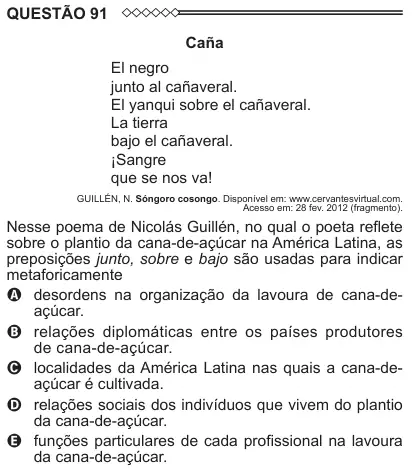 QUESTÃO 91
Caña
El negro
junto al cañaveral.
El yanqui sobre el cañaveral.
La tierra
bajo el cañaveral.
¡Sangre
que se nos va!
GUILLÉN, N. Sóngoro cosongo. Disponível em: www.cervantesvirtual.com.
Acesso em: 28 fev. 2012 (fragmento).
Nesse poema de Nicolás Guillén, no qual o poeta reflete
sobre o plantio da cana-de-açúcar na América Latina, as
preposições junto, sobre e bajo são usadas para indicar
metaforicamente
A desordens na organização da lavoura de cana-de-
açúcar.
B relações diplomáticas entre os países produtores
de cana-de-açúcar.
C localidades da América Latina nas quais a cana-de-
açúcar é cultivada.
D relações sociais dos indivíduos que vivem do plantio
da cana-de-açúcar.
E funções particulares de cada profissional na lavoura
da cana-de-açúcar.